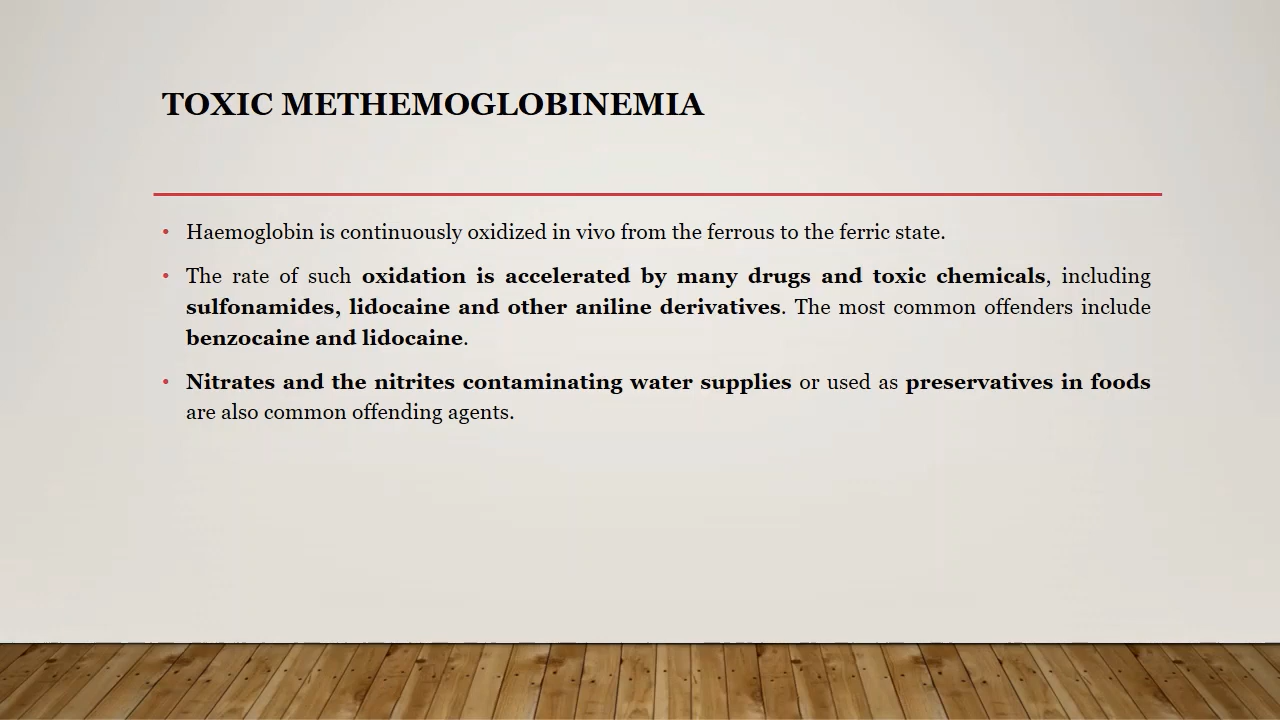 TOXIC METHEMOGLOBINEMIA
• Haemoglobin is continuously oxidized in vivo from the ferrous to the ferric state.
• The rate of such oxidation is accelerated by many drugs and toxic chemicals, including
sulfonamides, lidocaine and other aniline derivatives. The most common offenders include
benzocaine and lidocaine.
• Nitrates and the nitrites contaminating water supplies or used as preservatives in foods
are also common offending agents.